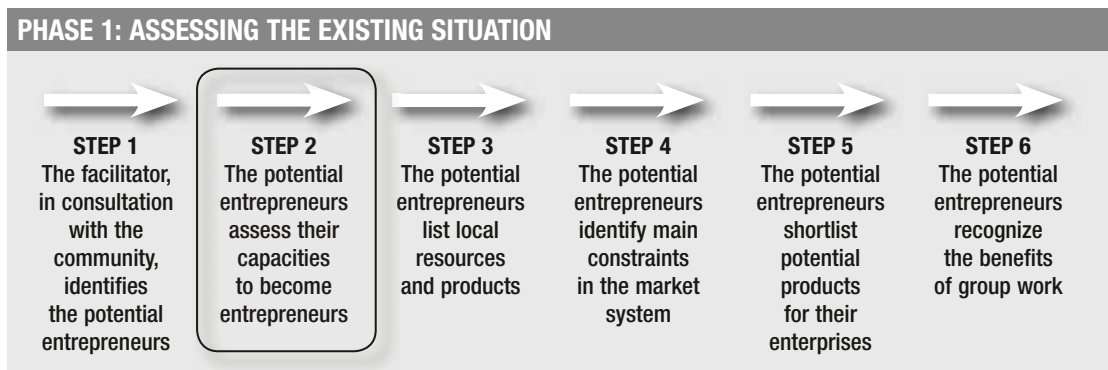 PHASE 1: ASSESSING THE EXISTING SITUATION
STEP 1
The facilitator,
in consultation
with the
community,
identifies
the potential
entrepreneurs
STEP 2
The potential
entrepreneurs
assess their
capacities
to become
entrepreneurs
STEP 3
The potential
entrepreneurs
list local
resources
and products
STEP 4
The potential
entrepreneurs
identify main
constraints
in the market
system
STEP 5
The potential
entrepreneurs
shortlist
potential
products
for their
enterprises
STEP 6
The potential
entrepreneurs
recognize
the benefits
of group work